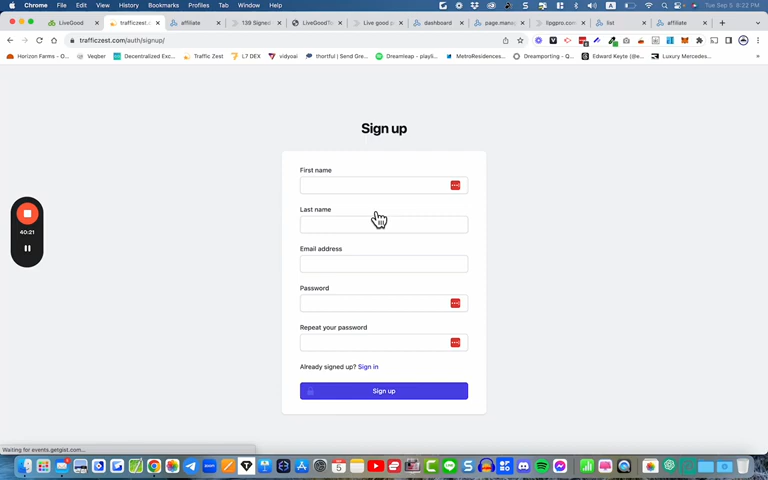 Chrome File Edit View History Bookmarks Profiles Tab Window Help Tue Sep 5 8:22 PM
LiveGood trafficzest.co affiliate 139 Signed LiveGoodTo Live good p dashboard page.mana lipgpro.com list affiliate
trafficzest.com/auth/signup/
Horizon Farms - O... Veqber Decentralized Exc... Traffic Zest L7 DEX vidyoai thortful | Send Gre... Dreamleap - playli... MetroResidences... Dreamporting - Q... Edward Keyte (@e... Luxury Mercedes...
Sign up
First name
Last name
40:21
Email address
Password
Repeat your password
Already signed up? Sign in
Sign up
Waiting for events.getgist.com...